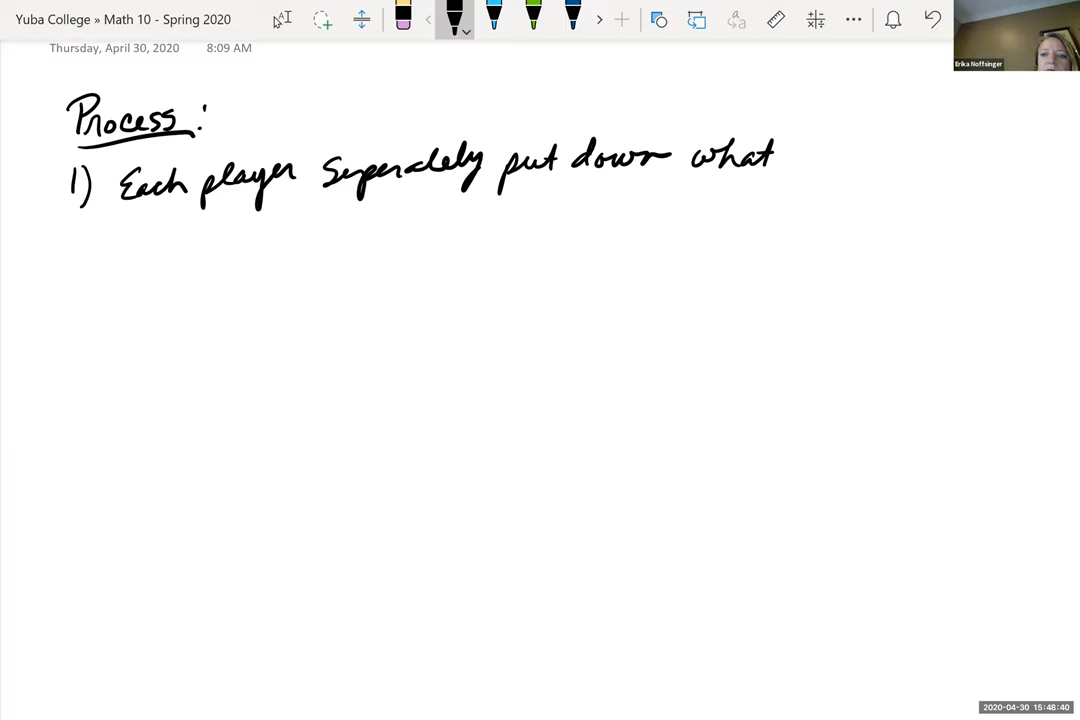 Yuba College » Math 10 - Spring 2020
Thursday, April 30, 2020 8:09 AM
Erika Noffsinger
Process:
1) Each player Seperately put down what
2020-04-30 15:48:40